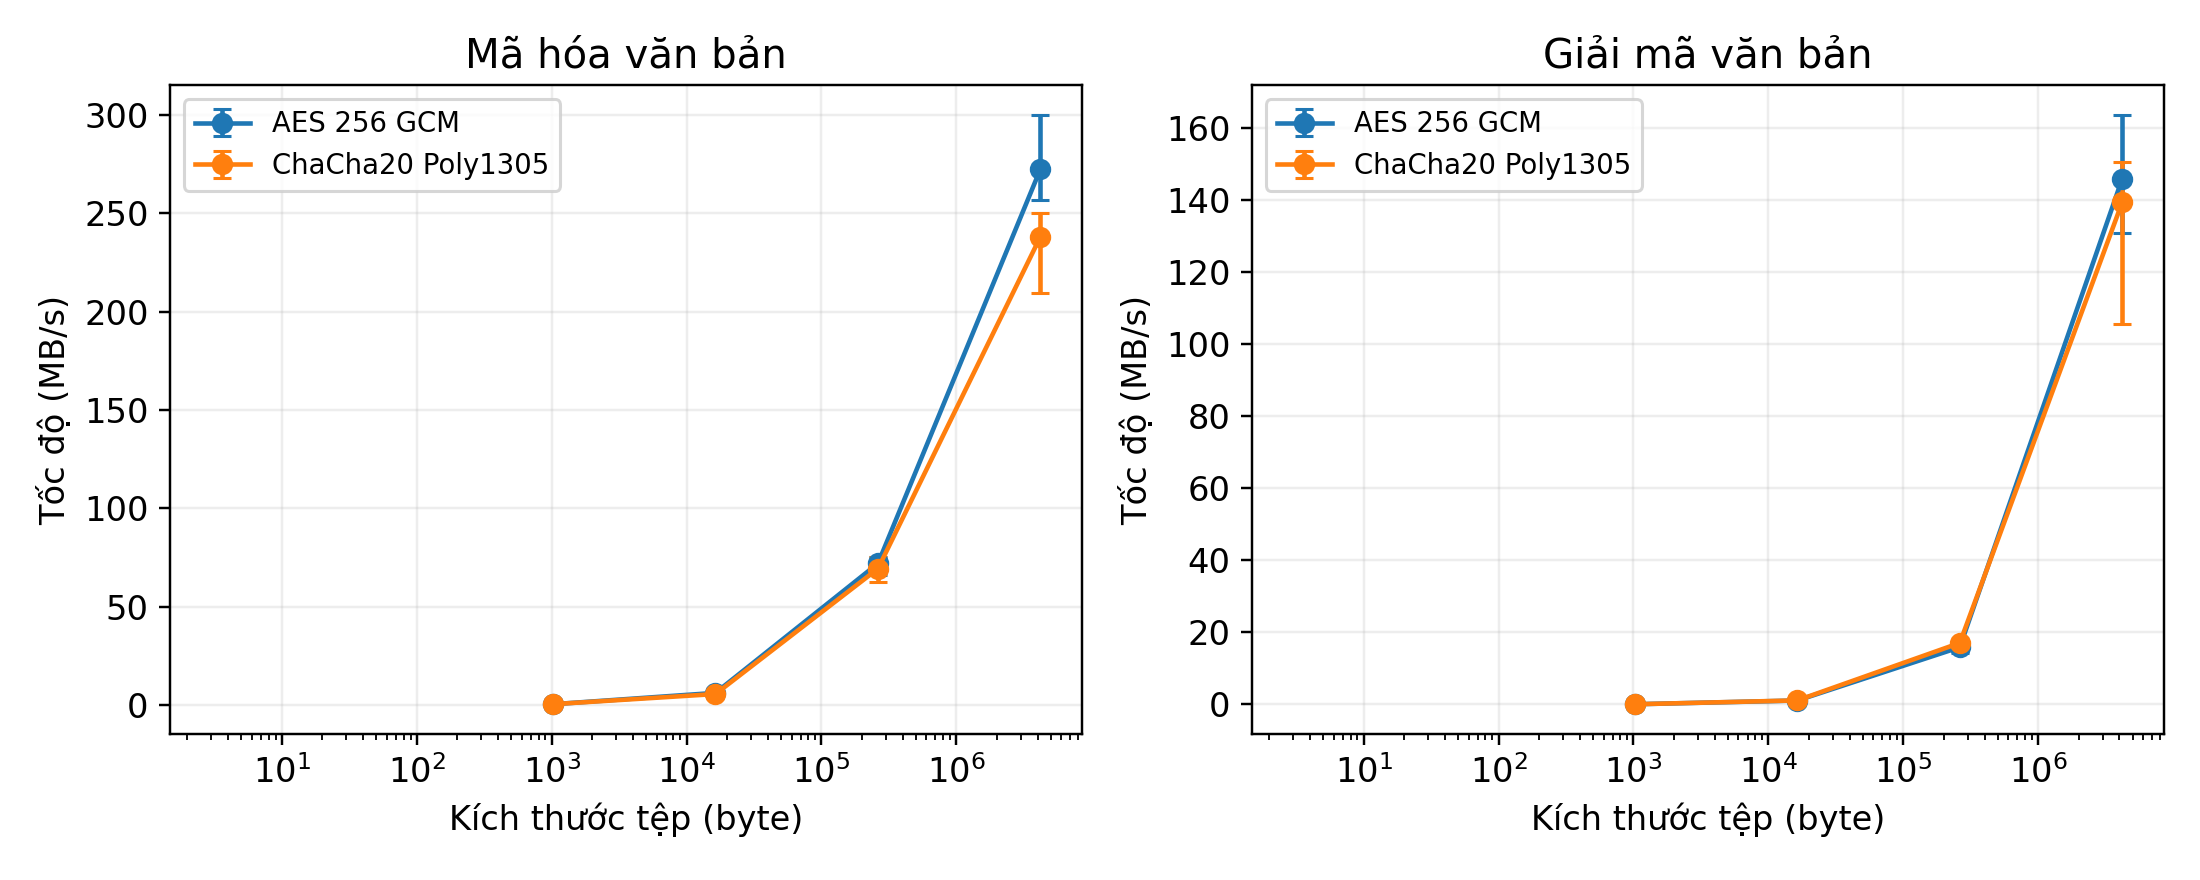 Mã hóa văn bản
AES 256 GCM
ChaCha20 Poly1305
300
250
200
150
100
50
0
Tốc độ (MB/s)
10¹ 10² 10³ 10⁴ 10⁵ 10⁶
Kích thước tệp (byte)
Giải mã văn bản
AES 256 GCM
ChaCha20 Poly1305
160
140
120
100
80
60
40
20
0
Tốc độ (MB/s)
10¹ 10² 10³ 10⁴ 10⁵ 10⁶
Kích thước tệp (byte)